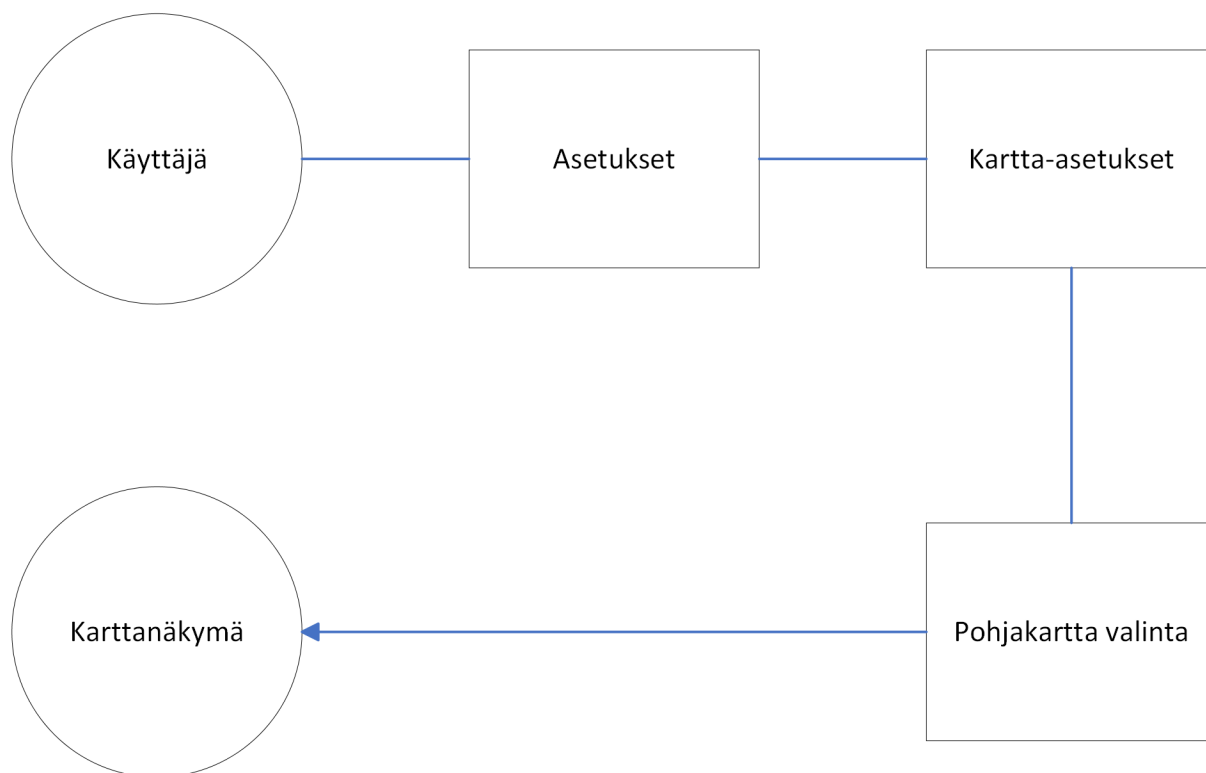 Käyttäjä
Asetukset
Kartta-asetukset
Karttanäkymä
Pohjakartta valinta